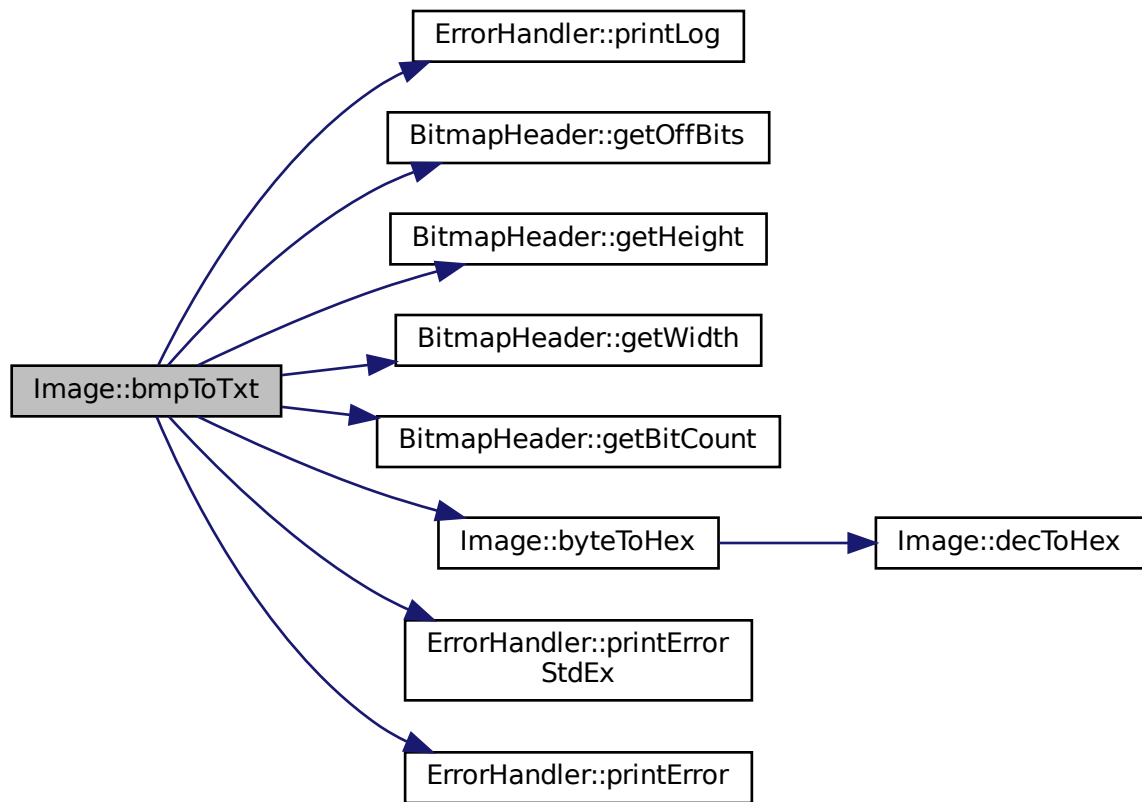 ErrorHandler::printLog
BitmapHeader::getOffBits
BitmapHeader::getHeight
BitmapHeader::getWidth
Image::bmpToTxt
BitmapHeader::getBitCount
Image::byteToHex
Image::decToHex
ErrorHandler::printError
StdEx
ErrorHandler::printError